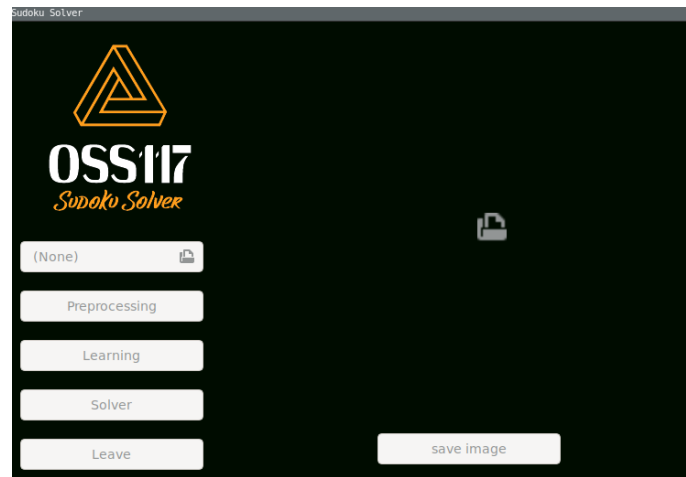 Sudoku Solver
OSS117
Sudoku Solver
(None)
Preprocessing
Learning
Solver
Leave
save image